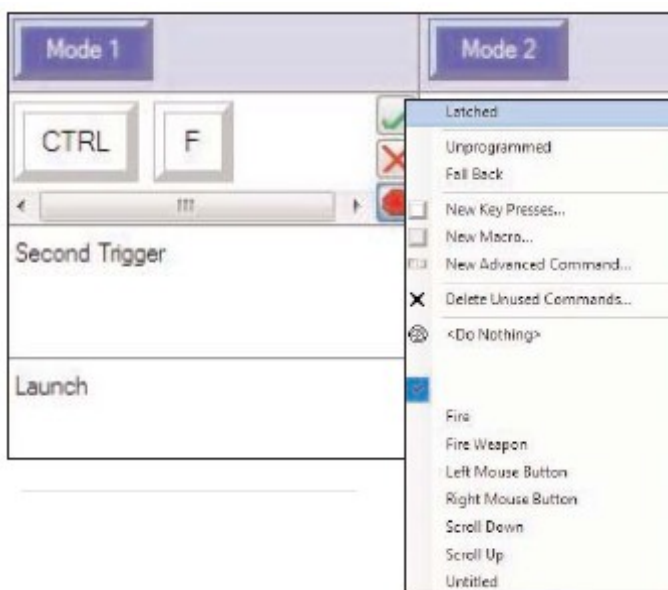 Mode 1
Mode 2
CTRL
F
Second Trigger
Launch
Latched
Unprogrammed
Fall Back
New Key Presses...
New Macro...
New Advanced Command...
Delete Unused Commands...
<Do Nothing>
Fire
Fire Weapon
Left Mouse Button
Right Mouse Button
Scroll Down
Scroll Up
Untitled